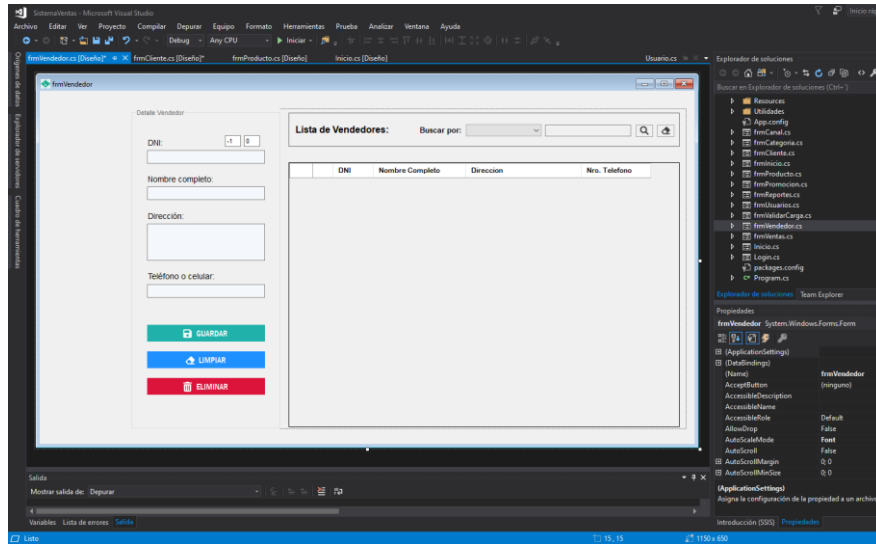 SistemaVentas - Microsoft Visual Studio
Inicio rá
Archivo Editar Ver Proyecto Compilar Depurar Equipo Formato Herramientas Prueba Analizar Ventana Ayuda
Debug Any CPU Iniciar
frmVendedor.cs [Diseño]* frmCliente.cs [Diseño]* frmProducto.cs [Diseño] Inicio.cs [Diseño] Usuario.cs
Orígenes de datos
Explorador de servidores
Cuadro de herramientas
frmVendedor
Detalle Vendedor
DNI:
-1 0
Nombre completo:
Dirección:
Teléfono o celular:
GUARDAR
LIMPIAR
ELIMINAR
Lista de Vendedores: Buscar por:
DNI Nombre Completo Direccion Nro. Telefono
Explorador de soluciones
Buscar en Explorador de soluciones (Ctrl+´)
Resources
Utilidades
App.config
frmCanal.cs
frmCategoria.cs
frmCliente.cs
frmInicio.cs
frmProducto.cs
frmPromocion.cs
frmReportes.cs
frmUsuarios.cs
frmValidarCarga.cs
frmVendedor.cs
frmVentas.cs
Inicio.cs
Login.cs
packages.config
C# Program.cs
Explorador de soluciones Team Explorer
Propiedades
frmVendedor System.Windows.Forms.Form
(ApplicationSettings)
(DataBindings)
(Name) frmVendedor
AcceptButton (ninguno)
AccessibleDescription
AccessibleName
AccessibleRole Default
AllowDrop False
AutoScaleMode Font
AutoScroll False
AutoScrollMargin 0; 0
AutoScrollMinSize 0; 0
(ApplicationSettings)
Asigna la configuración de la propiedad a un archivo
Introducción (SSIS) Propiedades
Salida
Mostrar salida de: Depurar
Variables Lista de errores Salida
Listo
15, 15
1150 x 650